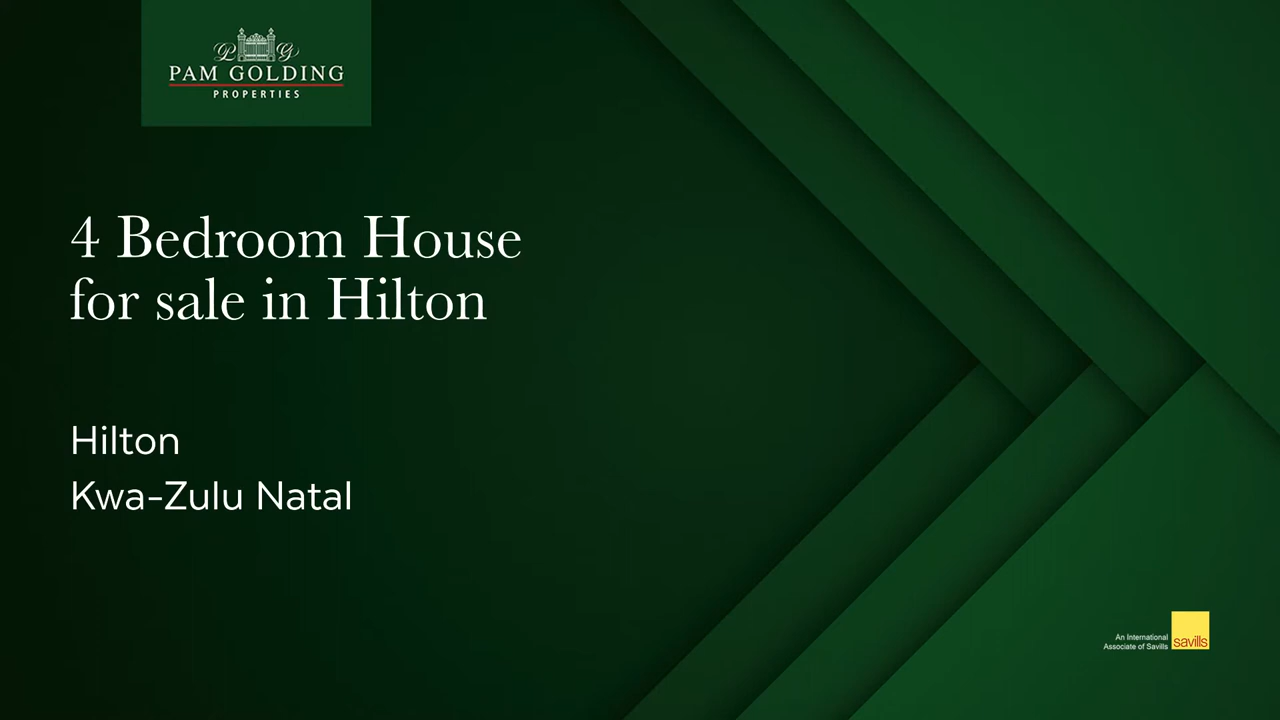 P G
PAM GOLDING
PROPERTIES
4 Bedroom House
for sale in Hilton
Hilton
Kwa-Zulu Natal
An International
Associate of Savills
savills